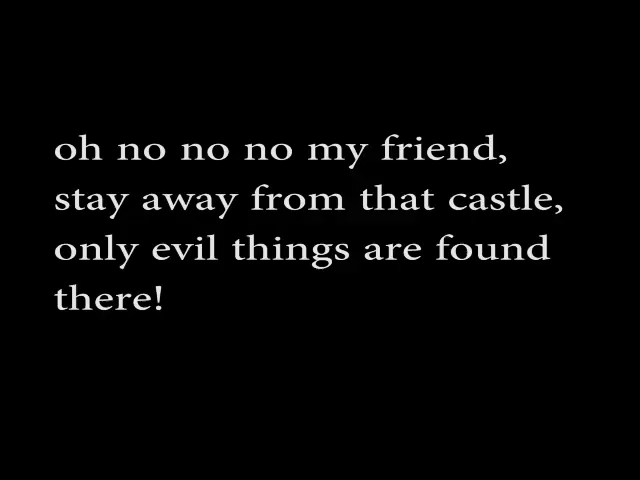 oh no no no my friend,
stay away from that castle,
only evil things are found
there!